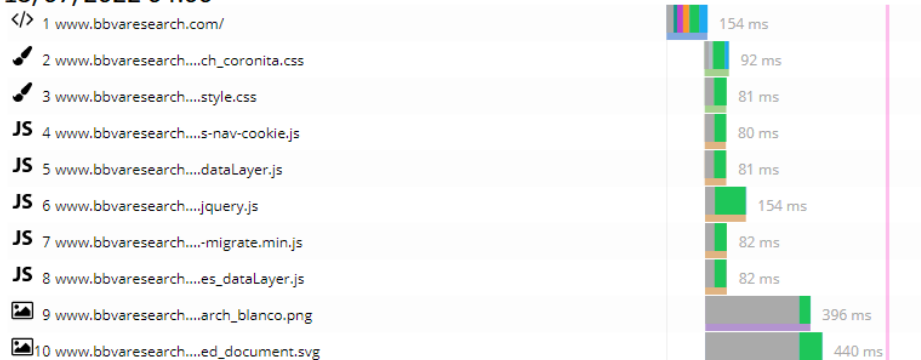 1 www.bbvaresearch.com/ 154 ms
2 www.bbvaresearch....ch_coronita.css 92 ms
3 www.bbvaresearch....style.css 81 ms
JS 4 www.bbvaresearch....s-nav-cookie.js 80 ms
JS 5 www.bbvaresearch....dataLayer.js 81 ms
JS 6 www.bbvaresearch....jquery.js 154 ms
JS 7 www.bbvaresearch....-migrate.min.js 82 ms
JS 8 www.bbvaresearch....es_dataLayer.js 82 ms
9 www.bbvaresearch....arch_blanco.png 396 ms
10 www.bbvaresearch....ed_document.svg 440 ms